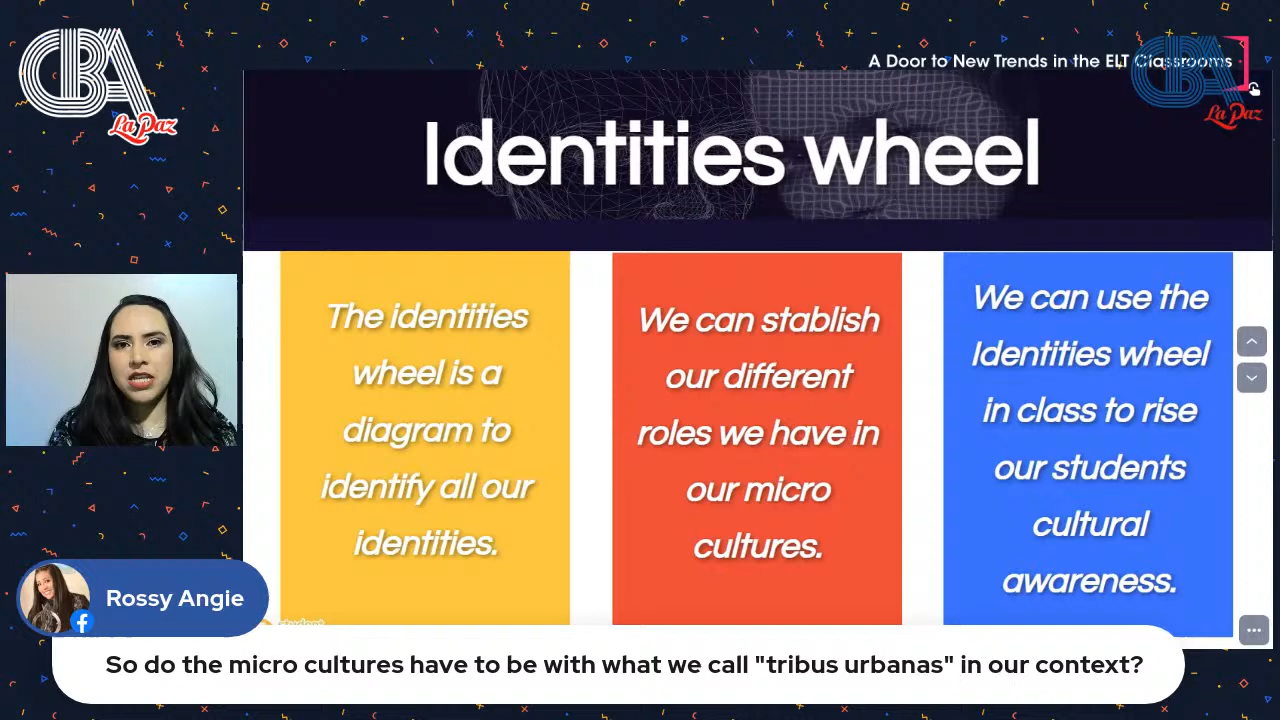 CBA
La Paz
A Door to New Trends in the ELT Classrooms
CBA
La Paz
Identities wheel
The identities
wheel is a
diagram to
identify all our
identities.
We can stablish
our different
roles we have in
our micro
cultures.
We can use the
Identities wheel
in class to rise
our students
cultural
awareness.
student
Rossy Angie
So do the micro cultures have to be with what we call "tribus urbanas" in our context?